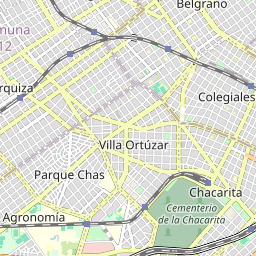 Belgrano
muna
12
rquiza
Colegiales
Villa Ortúzar
Parque Chas
Chacarita
Cementerio
de la Chacarita
Agronomía